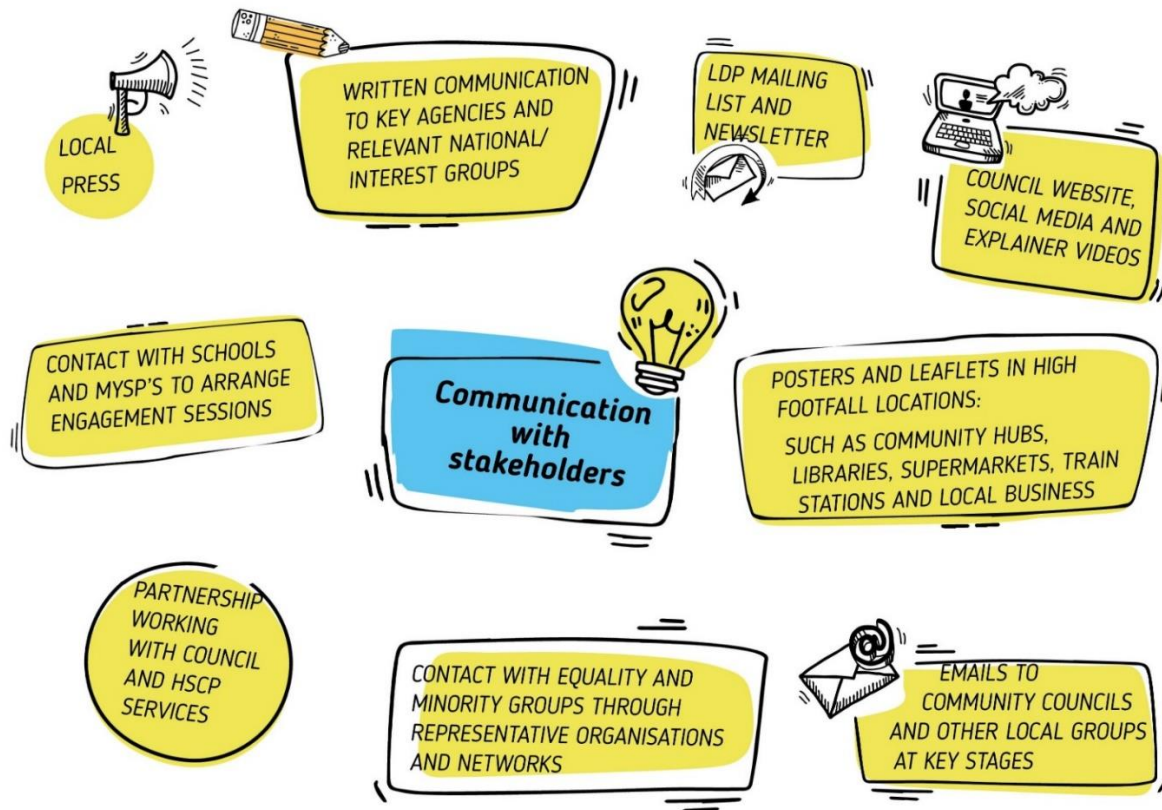 LOCAL
PRESS
WRITTEN COMMUNICATION
TO KEY AGENCIES AND
RELEVANT NATIONAL/
INTEREST GROUPS
LDP MAILING
LIST AND
NEWSLETTER
COUNCIL WEBSITE,
SOCIAL MEDIA AND
EXPLAINER VIDEOS
CONTACT WITH SCHOOLS
AND MYSP'S TO ARRANGE
ENGAGEMENT SESSIONS
Communication
with
stakeholders
POSTERS AND LEAFLETS IN HIGH
FOOTFALL LOCATIONS:
SUCH AS COMMUNITY HUBS,
LIBRARIES, SUPERMARKETS, TRAIN
STATIONS AND LOCAL BUSINESS
PARTNERSHIP
WORKING
WITH COUNCIL
AND HSCP
SERVICES
CONTACT WITH EQUALITY AND
MINORITY GROUPS THROUGH
REPRESENTATIVE ORGANISATIONS
AND NETWORKS
@
EMAILS TO
COMMUNITY COUNCILS
AND OTHER LOCAL GROUPS
AT KEY STAGES